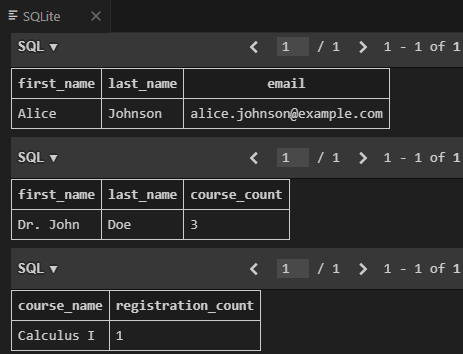 SQLite
SQL ▼ < 1 / 1 > 1 - 1 of 1
first_name last_name email
Alice Johnson alice.johnson@example.com
SQL ▼ < 1 / 1 > 1 - 1 of 1
first_name last_name course_count
Dr. John Doe 3
SQL ▼ < 1 / 1 > 1 - 1 of 1
course_name registration_count
Calculus I 1